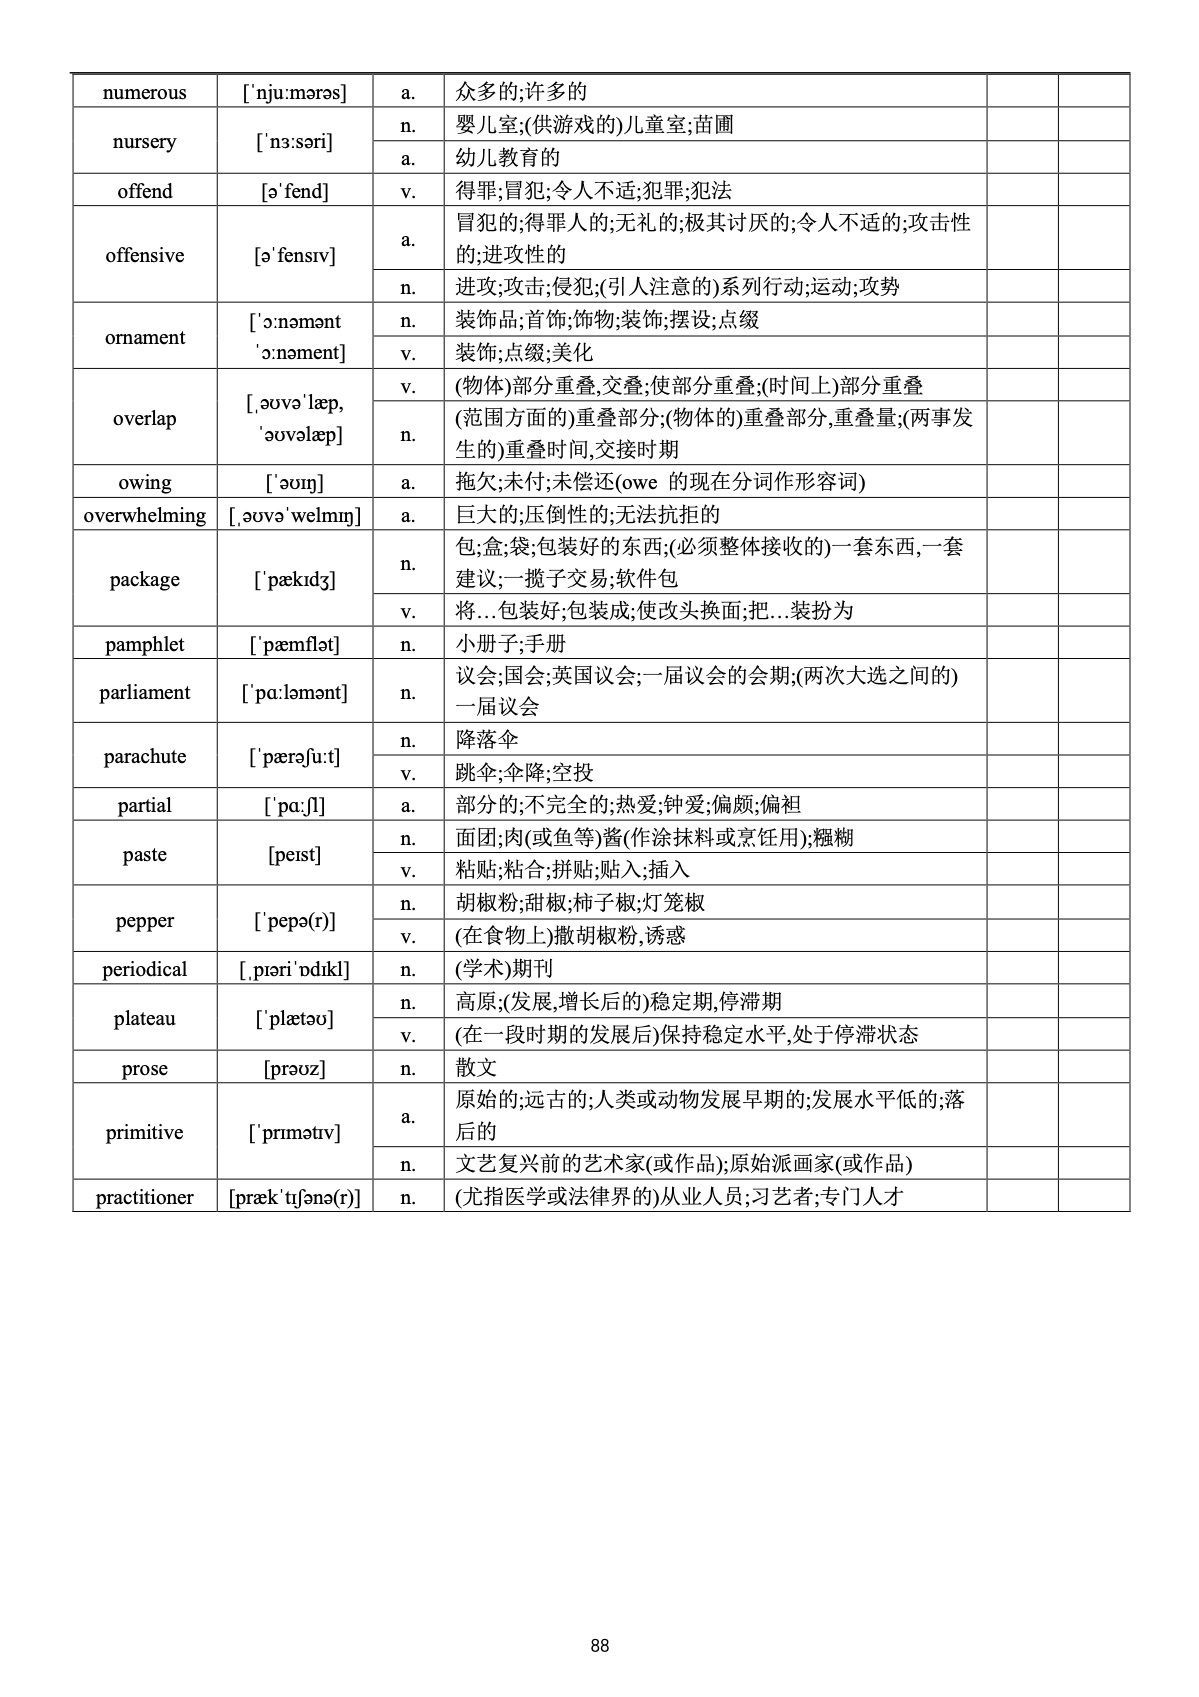 numerous [ˈnjuːmərəs] a. 众多的;许多的
nursery [ˈnɜːsəri] n. 婴儿室;(供游戏的)儿童室;苗圃
a. 幼儿教育的
offend [əˈfend] v. 得罪;冒犯;令人不适;犯罪;犯法
offensive [əˈfensɪv] a. 冒犯的;得罪人的;无礼的;极其讨厌的;令人不适的;攻击性
的;进攻性的
n. 进攻;攻击;侵犯;(引人注意的)系列行动;运动;攻势
ornament [ˈɔːnəmənt n. 装饰品;首饰;饰物;装饰;摆设;点缀
ˈɔːnəment] v. 装饰;点缀;美化
overlap [ˌəʊvəˈlæp, v. (物体)部分重叠,交叠;使部分重叠;(时间上)部分重叠
ˈəʊvəlæp] n. (范围方面的)重叠部分;(物体的)重叠部分,重叠量;(两事发
生的)重叠时间,交接时期
owing [ˈəʊɪŋ] a. 拖欠;未付;未偿还(owe 的现在分词作形容词)
overwhelming [ˌəʊvəˈwelmɪŋ] a. 巨大的;压倒性的;无法抗拒的
package [ˈpækɪdʒ] n. 包;盒;袋;包装好的东西;(必须整体接收的)一套东西,一套
建议;一揽子交易;软件包
v. 将…包装好;包装成;使改头换面;把…装扮为
pamphlet [ˈpæmflət] n. 小册子;手册
parliament [ˈpɑːləmənt] n. 议会;国会;英国议会;一届议会的会期;(两次大选之间的)
一届议会
parachute [ˈpærəʃuːt] n. 降落伞
v. 跳伞;伞降;空投
partial [ˈpɑːʃl] a. 部分的;不完全的;热爱;钟爱;偏颇;偏袒
paste [peɪst] n. 面团;肉(或鱼等)酱(作涂抹料或烹饪用);糨糊
v. 粘贴;粘合;拼贴;贴入;插入
pepper [ˈpepə(r)] n. 胡椒粉;甜椒;柿子椒;灯笼椒
v. (在食物上)撒胡椒粉,诱惑
periodical [ˌpɪəriˈɒdɪkl] n. (学术)期刊
plateau [ˈplætəʊ] n. 高原;(发展,增长后的)稳定期,停滞期
v. (在一段时期的发展后)保持稳定水平,处于停滞状态
prose [prəʊz] n. 散文
primitive [ˈprɪmətɪv] a. 原始的;远古的;人类或动物发展早期的;发展水平低的;落
后的
n. 文艺复兴前的艺术家(或作品);原始派画家(或作品)
practitioner [prækˈtɪʃənə(r)] n. (尤指医学或法律界的)从业人员;习艺者;专门人才
88